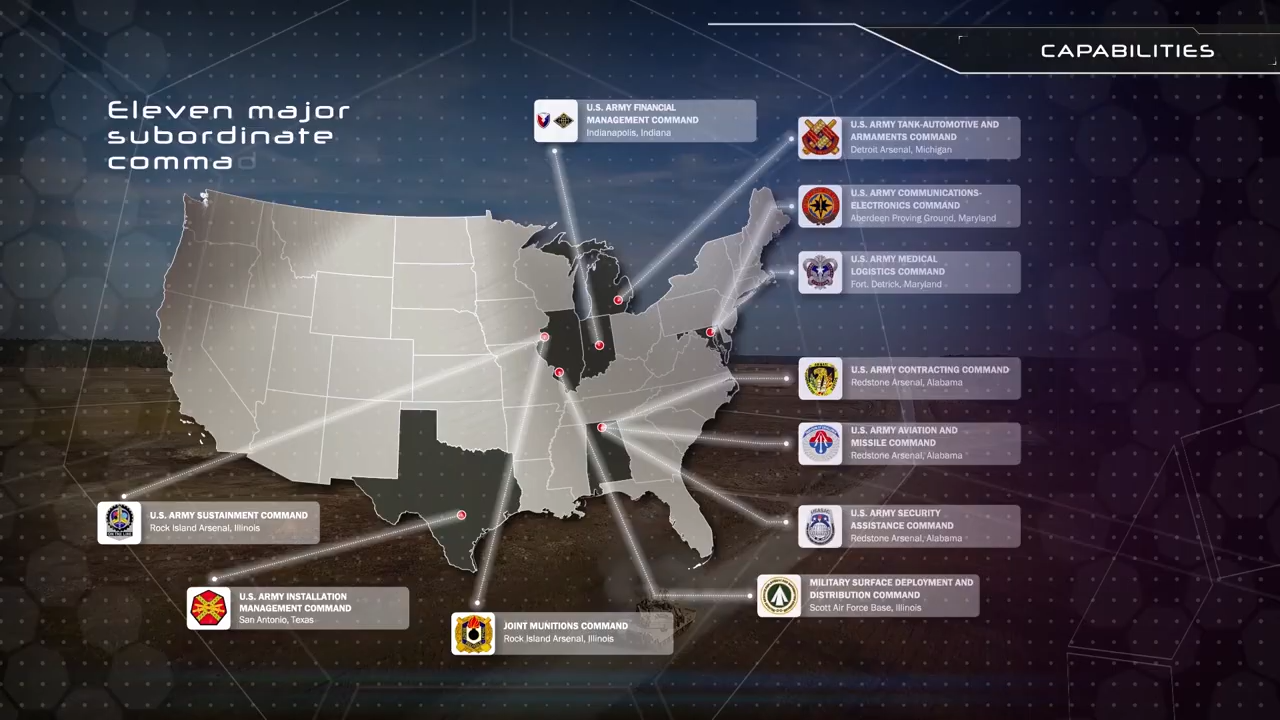 CAPABILITIES
Eleven major
subordinate
command
U.S. ARMY FINANCIAL
MANAGEMENT COMMAND
Indianapolis, Indiana
U.S. ARMY TANK-AUTOMOTIVE AND
ARMAMENTS COMMAND
Detroit Arsenal, Michigan
U.S. ARMY COMMUNICATIONS-
ELECTRONICS COMMAND
Aberdeen Proving Ground, Maryland
U.S. ARMY MEDICAL
LOGISTICS COMMAND
Fort. Detrick, Maryland
U.S. ARMY CONTRACTING COMMAND
Redstone Arsenal, Alabama
U.S. ARMY AVIATION AND
MISSILE COMMAND
Redstone Arsenal, Alabama
U.S. ARMY SECURITY
ASSISTANCE COMMAND
Redstone Arsenal, Alabama
U.S. ARMY SUSTAINMENT COMMAND
Rock Island Arsenal, Illinois
U.S. ARMY INSTALLATION
MANAGEMENT COMMAND
San Antonio, Texas
JOINT MUNITIONS COMMAND
Rock Island Arsenal, Illinois
MILITARY SURFACE DEPLOYMENT AND
DISTRIBUTION COMMAND
Scott Air Force Base, Illinois